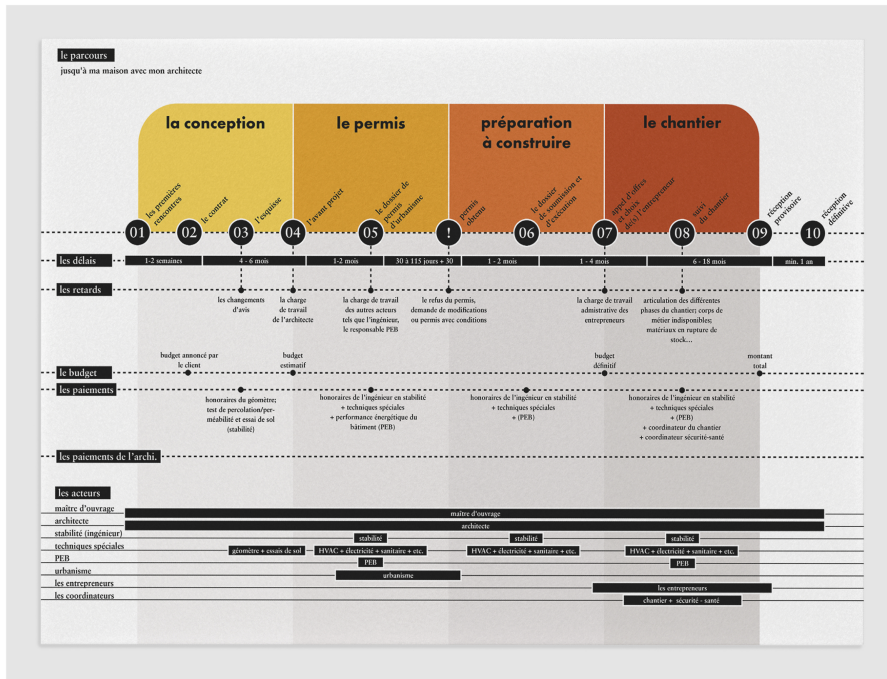 le parcours
jusqu'à ma maison avec mon architecte
la conception
le permis
préparation
à construire
le chantier
les premières
rencontres
le contrat
l'esquisse
l'avant projet
le dossier de
permis
d'urbanisme
permis
obtenu
le dossier
de soumission et
d'exécution
appel d'offres
et choix
de(s) l'entrepreneur
suivi
du chantier
réception
provisoire
réception
définitive
01
02
03
04
05
!
06
07
08
09
10
les délais
1-2 semaines
4 - 6 mois
1-2 mois
30 à 115 jours + 30
1 - 2 mois
1 - 4 mois
6 - 18 mois
min. 1 an
les retards
les changements
d'avis
la charge
de travail
de l'architecte
la charge de travail
des autres acteurs
tels que l'ingénieur,
le responsable PEB
le refus du permis,
demande de modifications
ou permis avec conditions
la charge de travail
admistrative des
entrepreneurs
articulation des différentes
phases du chantier; corps de
métier indisponibles;
matériaux en rupture de
stock...
le budget
budget annoncé par
le client
budget
estimatif
budget
définitif
montant
total
les paiements
honoraires du géomètre;
test de percolation/per-
méabilité et essai de sol
(stabilité)
honoraires de l'ingénieur en stabilité
+ techniques spéciales
+ performance énergétique du
bâtiment (PEB)
honoraires de l'ingénieur en stabilité
+ techniques spéciales
+ (PEB)
honoraires de l'ingénieur en stabilité
+ techniques spéciales
+ (PEB)
+ coordinateur du chantier
+ coordinateur sécurité-santé
les paiements de l'archi.
les acteurs
maître d'ouvrage
maître d'ouvrage
architecte
architecte
stabilité (ingénieur)
stabilité
stabilité
stabilité
techniques spéciales
géomètre + essais de sol
HVAC + électricité + sanitaire + etc.
HVAC + électricité + sanitaire + etc.
HVAC + électricité + sanitaire + etc.
PEB
PEB
PEB
urbanisme
urbanisme
les entrepreneurs
les entrepreneurs
les coordinateurs
chantier + sécurité - santé